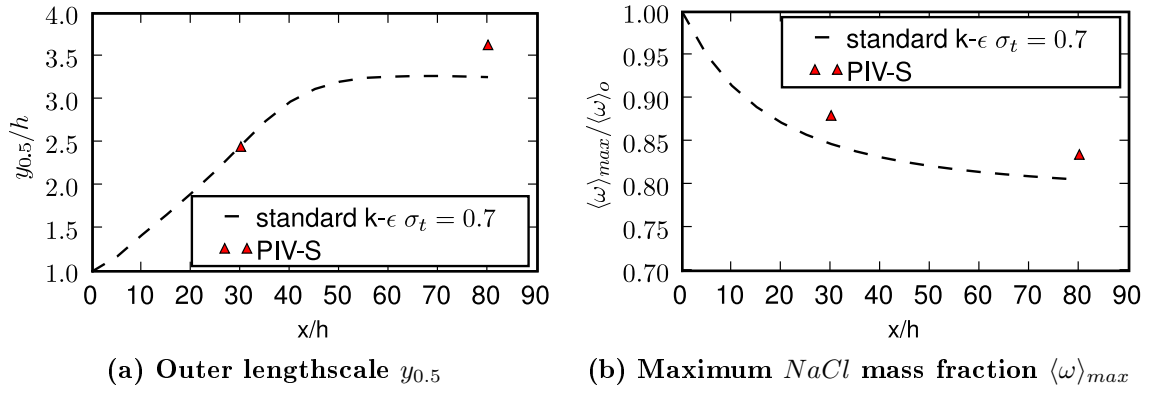 4.0
3.5
3.0
2.5
2.0
1.5
1.0
y0.5/h
standard k-ϵ σt = 0.7
PIV-S
0 10 20 30 40 50 60 70 80 90
x/h
(a) Outer lengthscale y0.5
1.00
0.95
0.90
0.85
0.80
0.75
0.70
⟨ω⟩max/⟨ω⟩o
standard k-ϵ σt = 0.7
PIV-S
0 10 20 30 40 50 60 70 80 90
x/h
(b) Maximum NaCl mass fraction ⟨ω⟩max